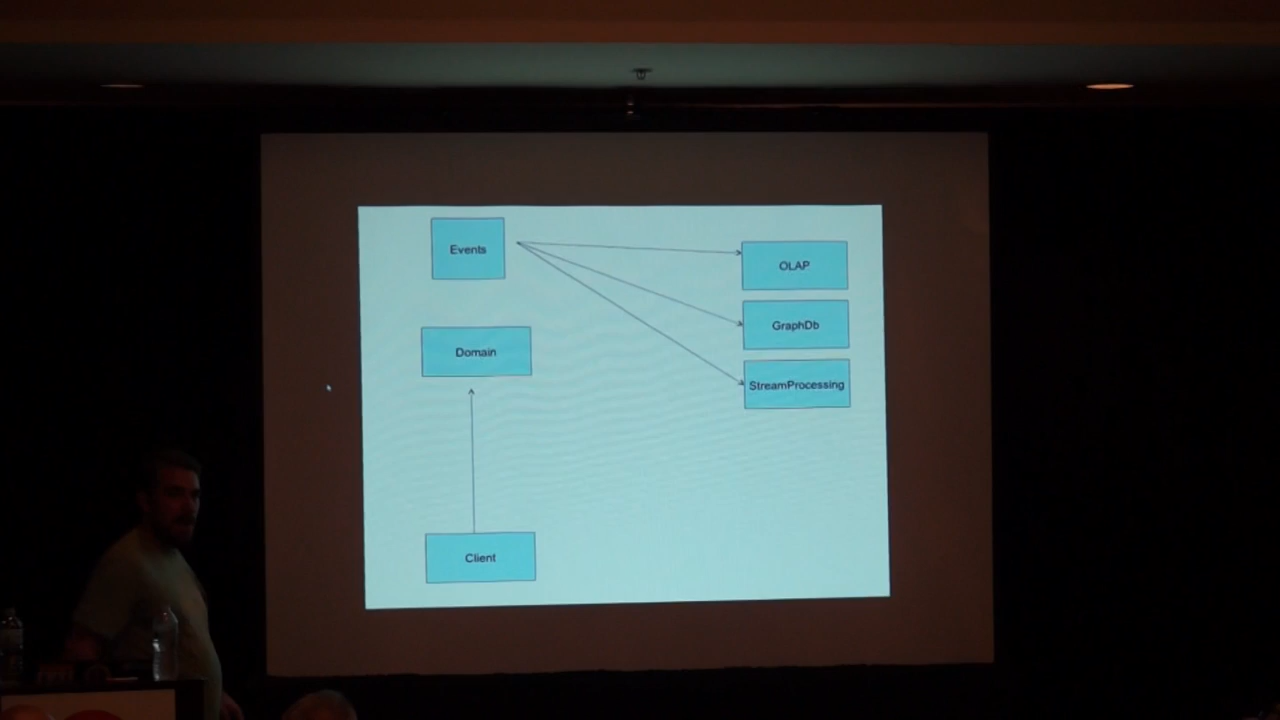 Events
OLAP
GraphDb
Domain
StreamProcessing
Client